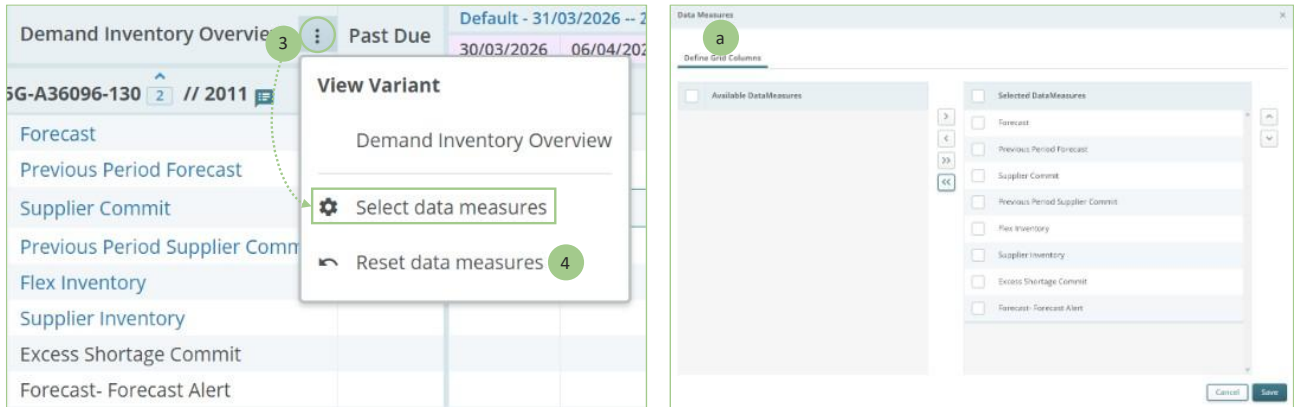 Demand Inventory Overvie
3
Past Due
Default - 31/03/2026 -- 2
30/03/2026 06/04/202
5G-A36096-130 2 // 2011
Forecast
Previous Period Forecast
Supplier Commit
Previous Period Supplier Comm
Flex Inventory
Supplier Inventory
Excess Shortage Commit
Forecast- Forecast Alert
View Variant
Demand Inventory Overview
Select data measures
Reset data measures 4
Data Measures
a
Define Grid Columns
Available DataMeasures
Selected DataMeasures
Forecast
Previous Period Forecast
Supplier Commit
Previous Period Supplier Commit
Flex Inventory
Supplier Inventory
Excess Shortage Commit
Forecast- Forecast Alert
Cancel Save